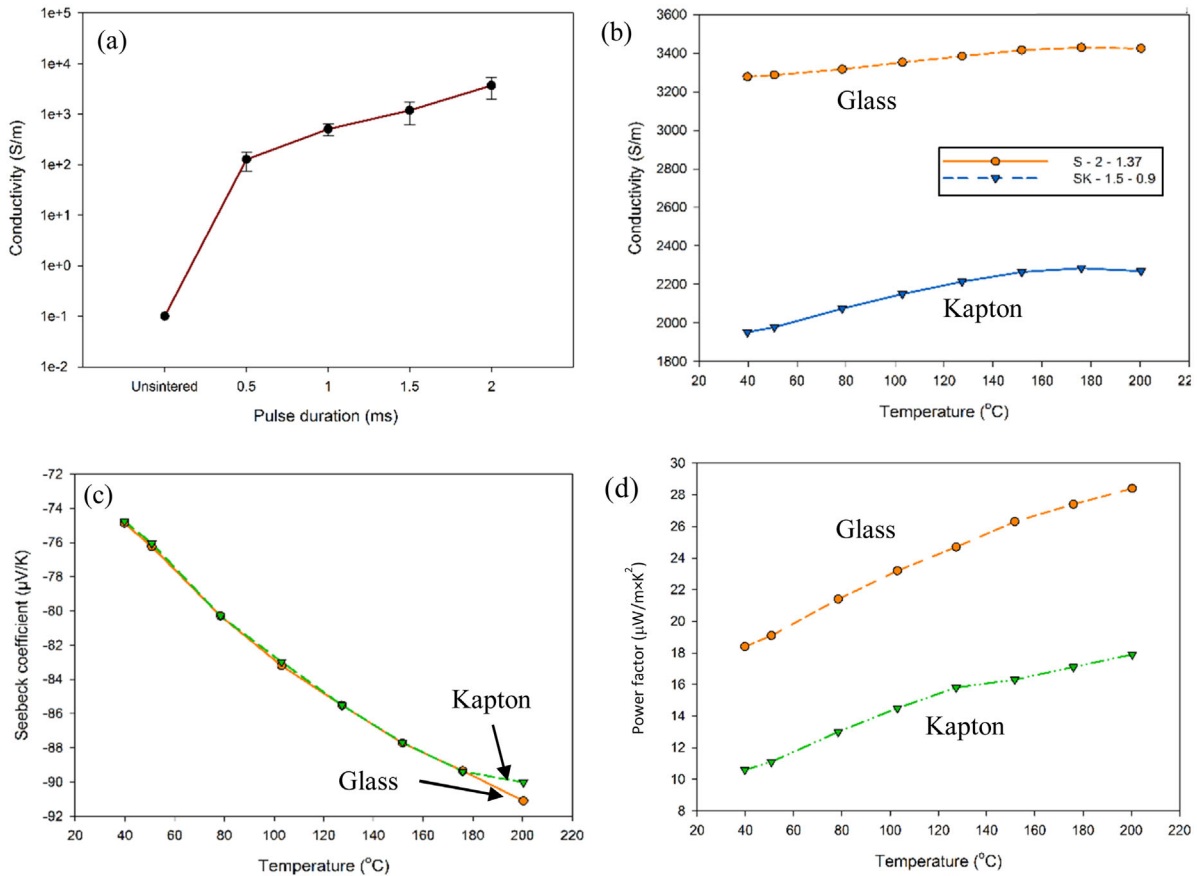 (a)
Conductivity (S/m)
1e+5
1e+4
1e+3
1e+2
1e+1
1e+0
1e-1
1e-2
Unsintered 0.5 1 1.5 2
Pulse duration (ms)
(b)
Conductivity (S/m)
3600
3400
3200
3000
2800
2600
2400
2200
2000
1800
Glass
S - 2 - 1.37
SK - 1.5 - 0.9
Kapton
20 40 60 80 100 120 140 160 180 200 22
Temperature (°C)
(c)
Seebeck coefficient (µV/K)
-72
-74
-76
-78
-80
-82
-83
-84
-86
-88
-90
-92
Kapton
Glass
20 40 60 80 100 120 140 160 180 200 220
Temperature (°C)
(d)
Power factor (µW/m×K²)
30
28
26
24
22
20
18
16
14
12
10
8
Glass
Kapton
20 40 60 80 100 120 140 160 180 200 220
Temperature (°C)